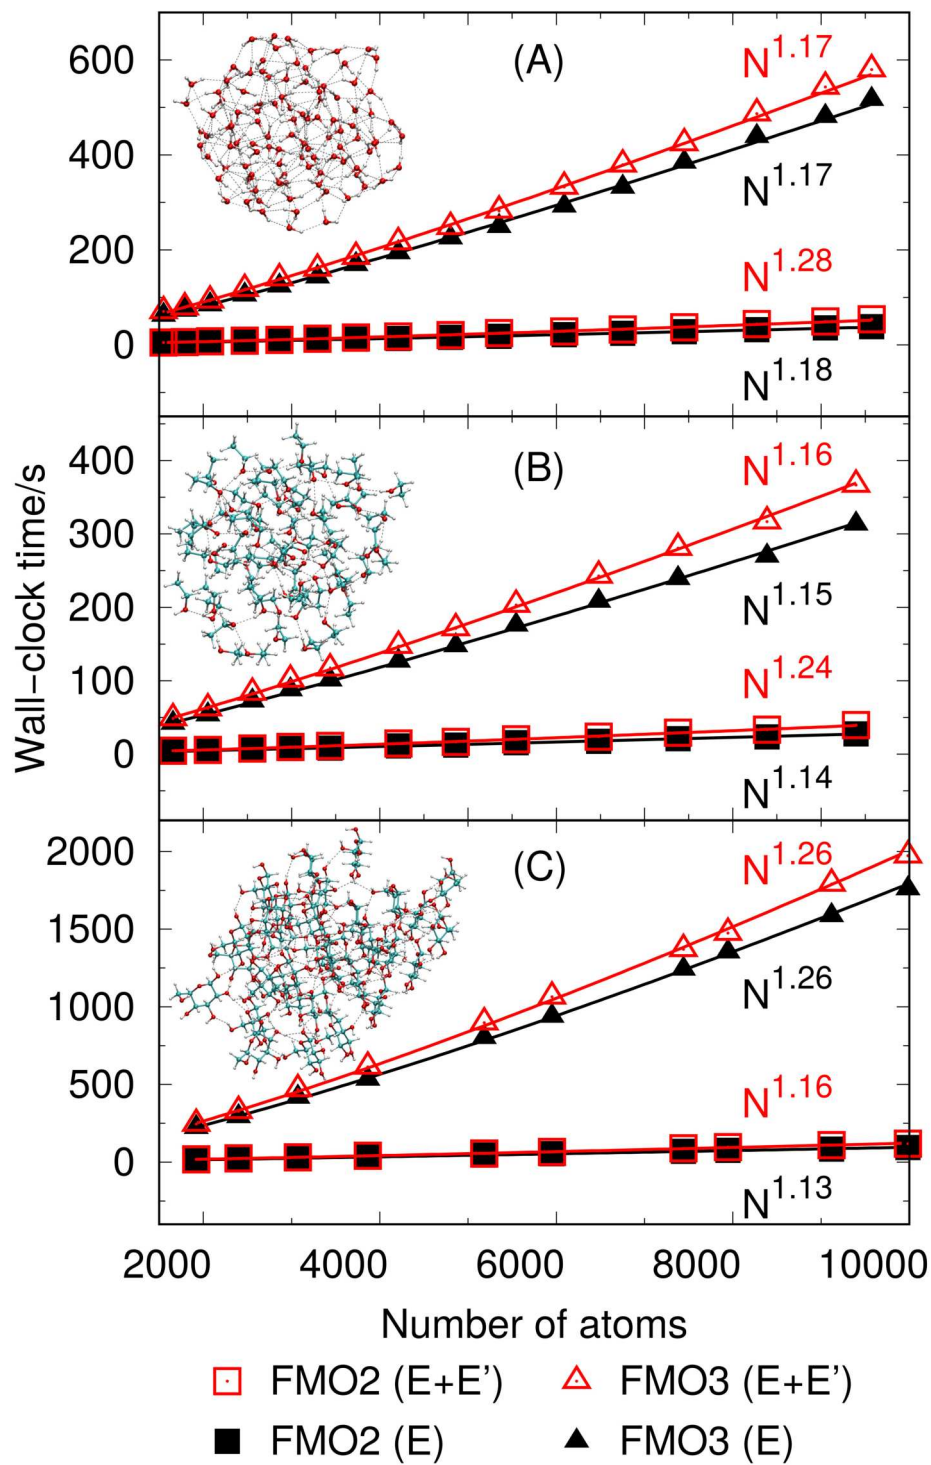 (A)
600
400
200
0
N^1.17
N^1.17
N^1.28
N^1.18
(B)
400
300
200
100
0
N^1.16
N^1.15
N^1.24
N^1.14
Wall-clock time/s
(C)
2000
1500
1000
500
0
N^1.26
N^1.26
N^1.16
N^1.13
2000 4000 6000 8000 10000
Number of atoms
FMO2 (E+E') FMO3 (E+E')
FMO2 (E) FMO3 (E)